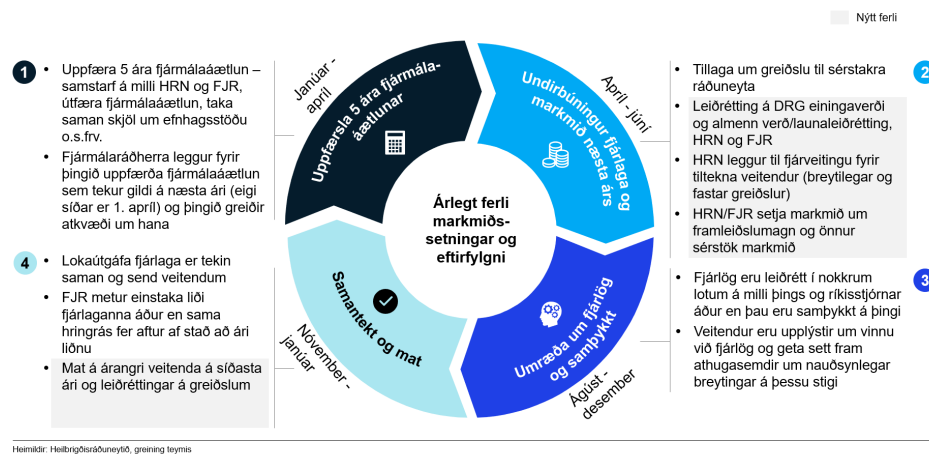 Nýtt ferli
1
Uppfæra 5 ára fjármálaáætlun –
samstarf á milli HRN og FJR,
útfæra fjármálaáætlun, taka
saman skjöl um efnhagsstöðu
o.s.frv.
Fjármálaráðherra leggur fyrir
þingið uppfærða fjármálaáætlun
sem tekur gildi á næsta ári (eigi
síðar er 1. apríl) og þingið greiðir
atkvæði um hana
Janúar -
apríl
Uppfærsla 5 ára fjármála-
áætlunar
Undirbúningur fjárlaga og
markmið næsta árs
Apríl - júní
2
Tillaga um greiðslu til sérstakra
ráðuneyta
Leiðrétting á DRG einingaverði
og almenn verð/launaleiðrétting,
HRN og FJR
HRN leggur til fjárveitingu fyrir
tiltekna veitendur (breytilegar og
fastar greiðslur)
HRN/FJR setja markmið um
framleiðslumagn og önnur
sérstök markmið
Árlegt ferli
markmiðs-
setningar og
eftirfylgni
3
Fjárlög eru leiðrétt í nokkrum
lotum á milli þings og ríkisstjórnar
áður en þau eru samþykkt á þingi
Veitendur eru upplýstir um vinnu
við fjárlög og geta sett fram
athugasemdir um nauðsynlegar
breytingar á þessu stigi
Umræða um fjárlög
og samþykkt
Ágúst -
desember
4
Lokaútgáfa fjárlaga er tekin
saman og send veitendum
FJR metur einstaka liði
fjárlaganna áður en sama
hringrás fer aftur af stað að ári
liðnu
Mat á árangri veitenda á síðasta
ári og leiðréttingar á greiðslum
Samantekt og mat
Nóvember -
janúar
Heimildir: Heilbrigðisráðuneytið, greining teymis